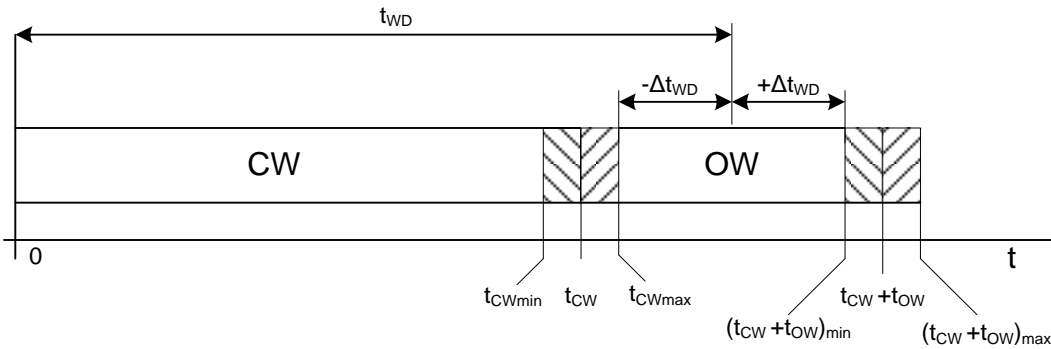 tWD
-ΔtWD +ΔtWD
CW OW
0 t
tCWmin tCW tCWmax tCW +tOW
(tCW +tOW)min (tCW +tOW)max